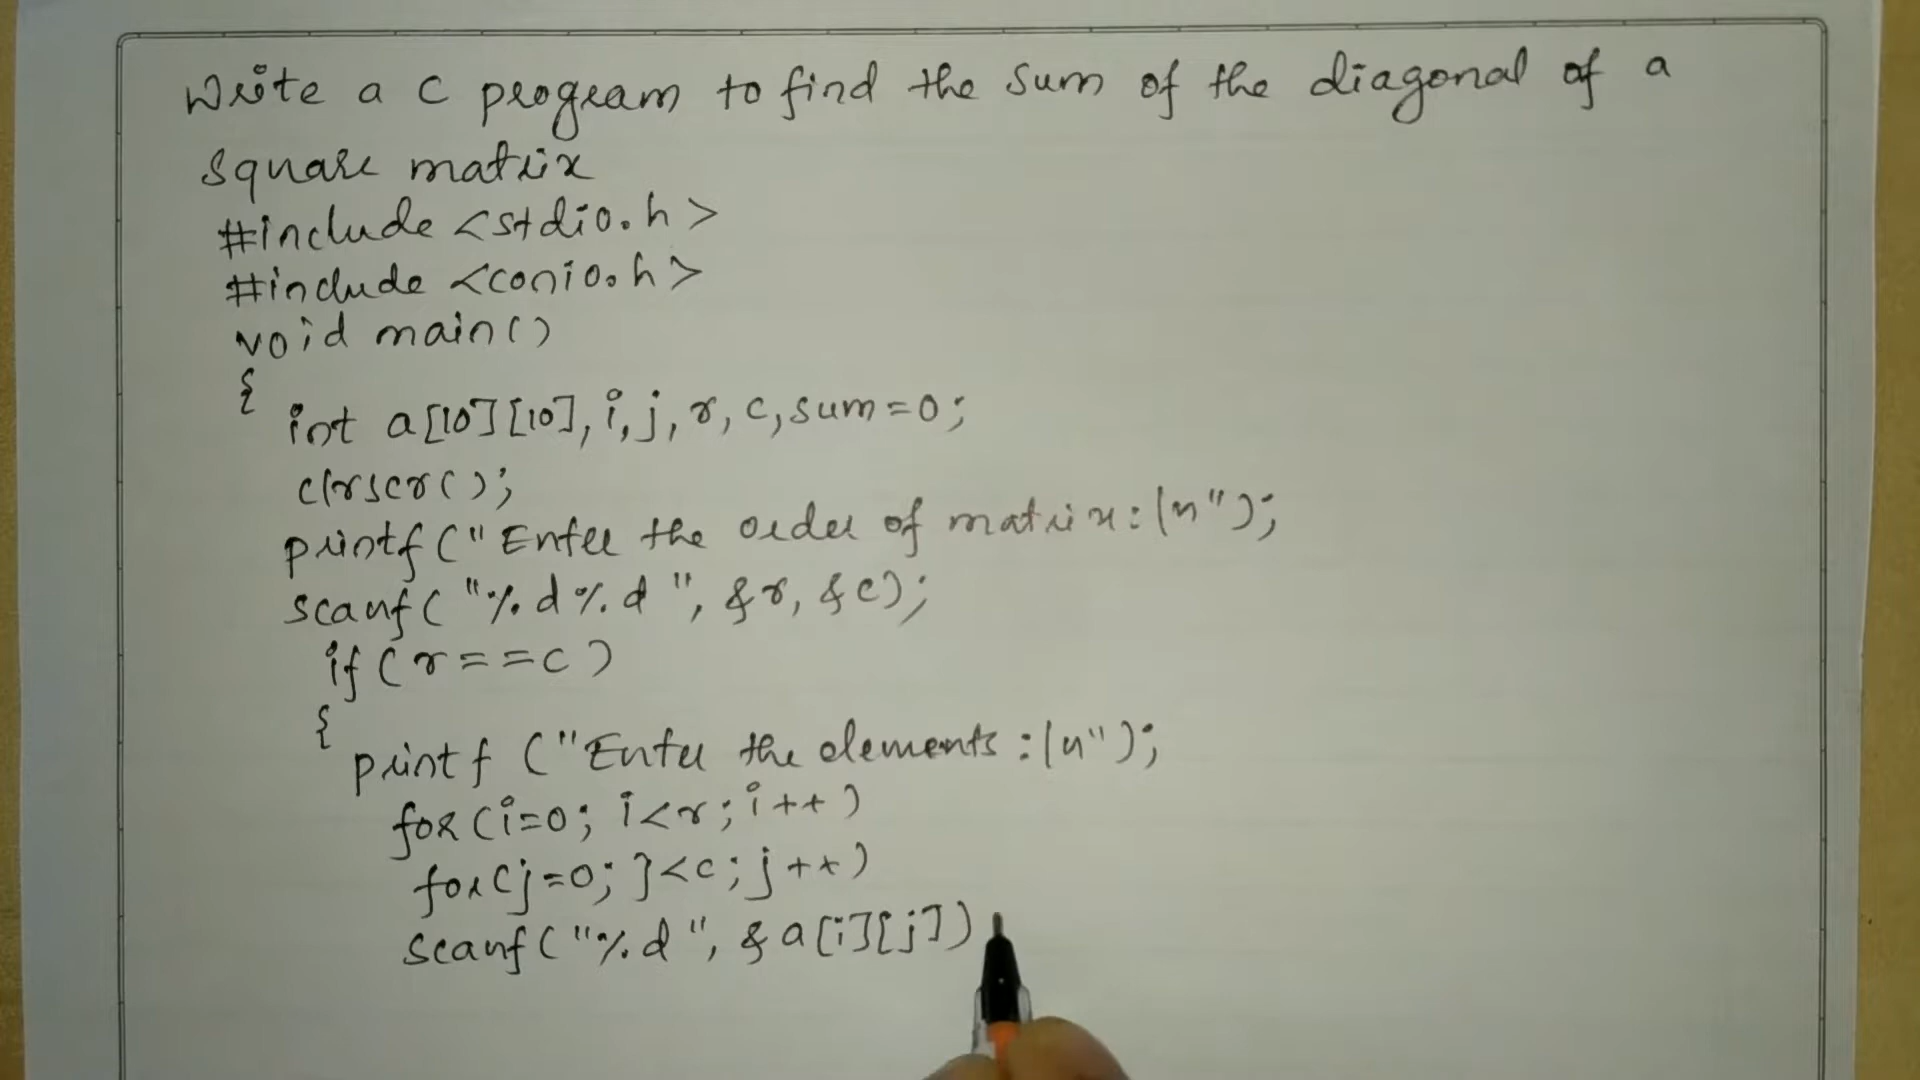 Write a C program to find the sum of the diagonal of a
square matrix
#include <stdio.h>
#include <conio.h>
void main()
{
int a[10][10], i, j, r, c, sum=0;
clrscr();
printf("Enter the order of matrix:\n");
scanf("%d%d", &r, &c);
if(r==c)
{
printf("Enter the elements:\n");
for(i=0; i<r; i++)
for(j=0; j<c; j++)
scanf("%d", &a[i][j])